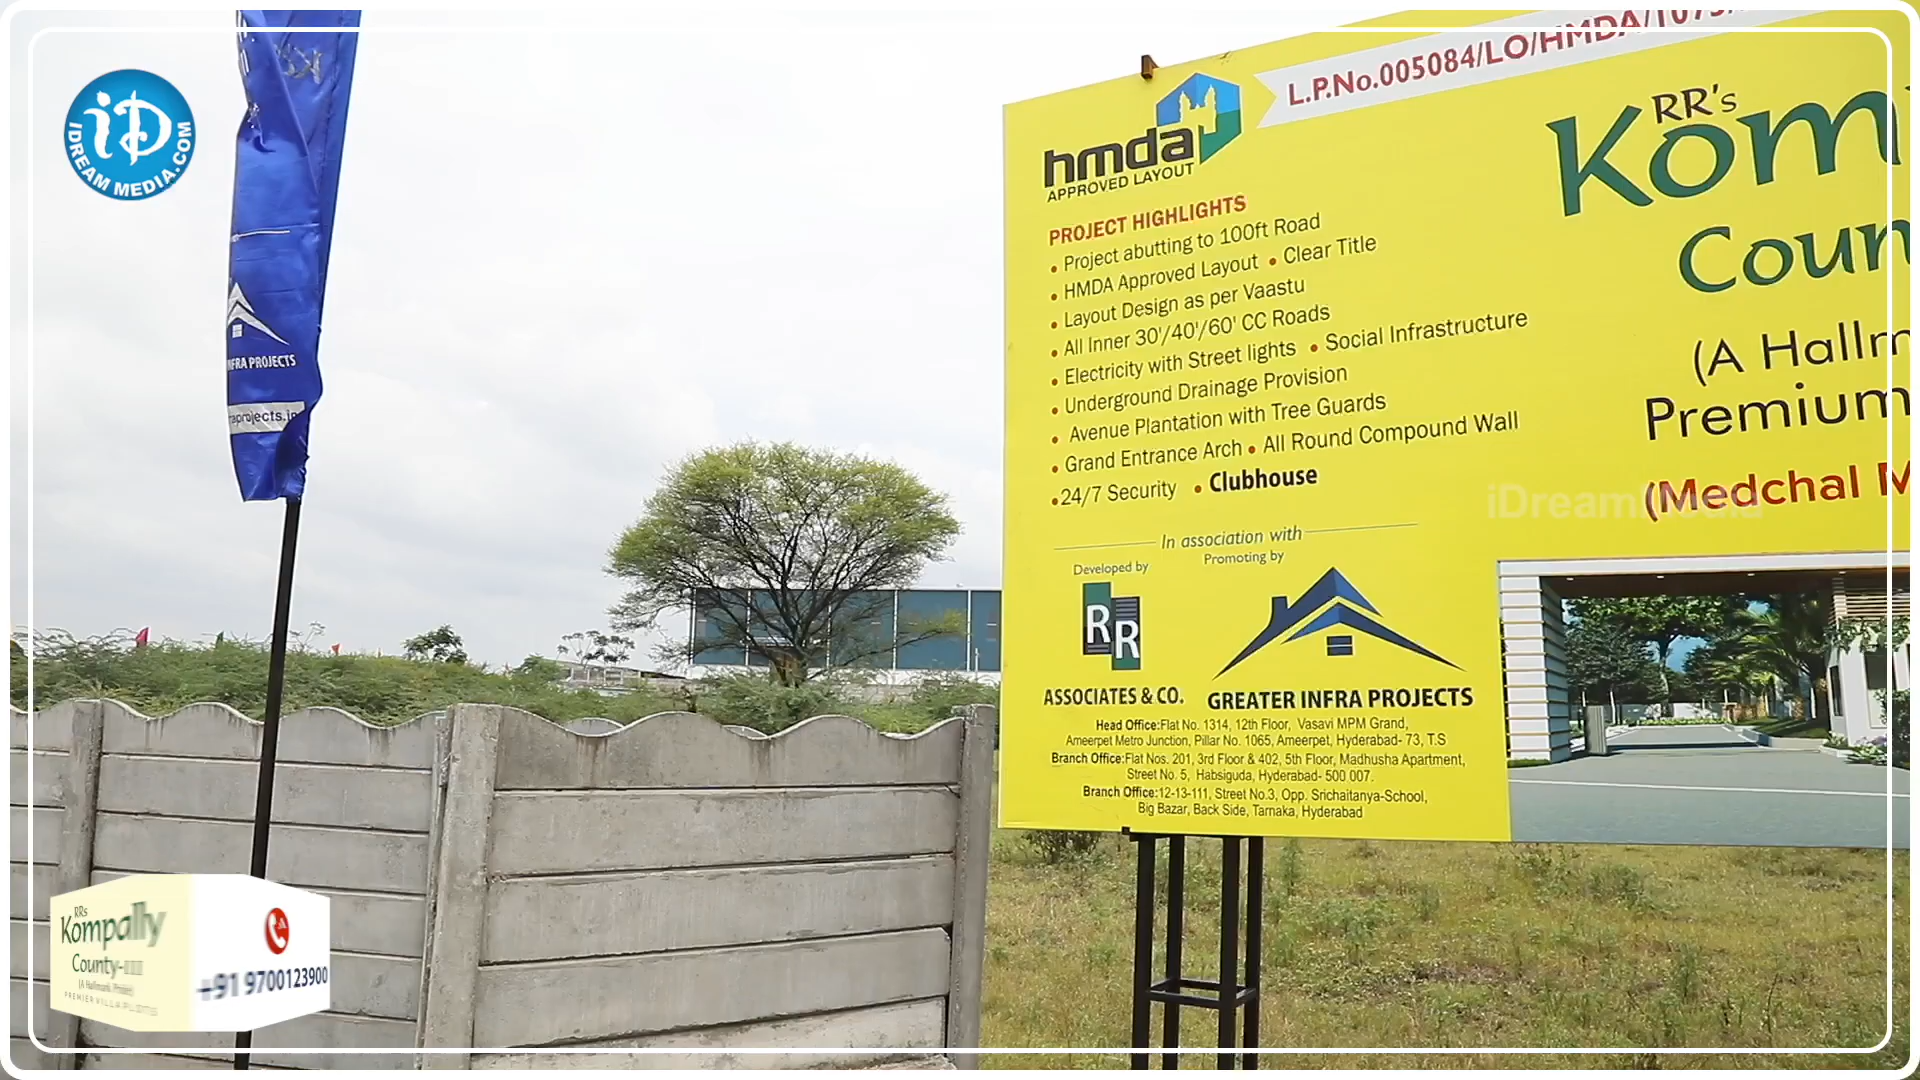 iD
IDREAM MEDIA.COM
INFRA PROJECTS
raprojects.in
L.P.No.005084/LO/HMDA/1075/
hmda
APPROVED LAYOUT
RR's
Kom
Coun
(A Hallm
Premium
(Medchal M
PROJECT HIGHLIGHTS
• Project abutting to 100ft Road
• HMDA Approved Layout • Clear Title
• Layout Design as per Vaastu
• All Inner 30'/40'/60' CC Roads
• Electricity with Street lights • Social Infrastructure
• Underground Drainage Provision
• Avenue Plantation with Tree Guards
• Grand Entrance Arch • All Round Compound Wall
• 24/7 Security • Clubhouse
iDreamMedia
In association with
Developed by
Promoting by
RR
ASSOCIATES & CO.
GREATER INFRA PROJECTS
Head Office:Flat No. 1314, 12th Floor, Vasavi MPM Grand,
Ameerpet Metro Junction, Pillar No. 1065, Ameerpet, Hyderabad- 73, T.S
Branch Office:Flat Nos. 201, 3rd Floor & 402, 5th Floor, Madhusha Apartment,
Street No. 5, Habsiguda, Hyderabad- 500 007.
Branch Office:12-13-111, Street No.3, Opp. Srichaitanya-School,
Big Bazar, Back Side, Tarnaka, Hyderabad
RRs
Kompally
County-III
+91 9700123900